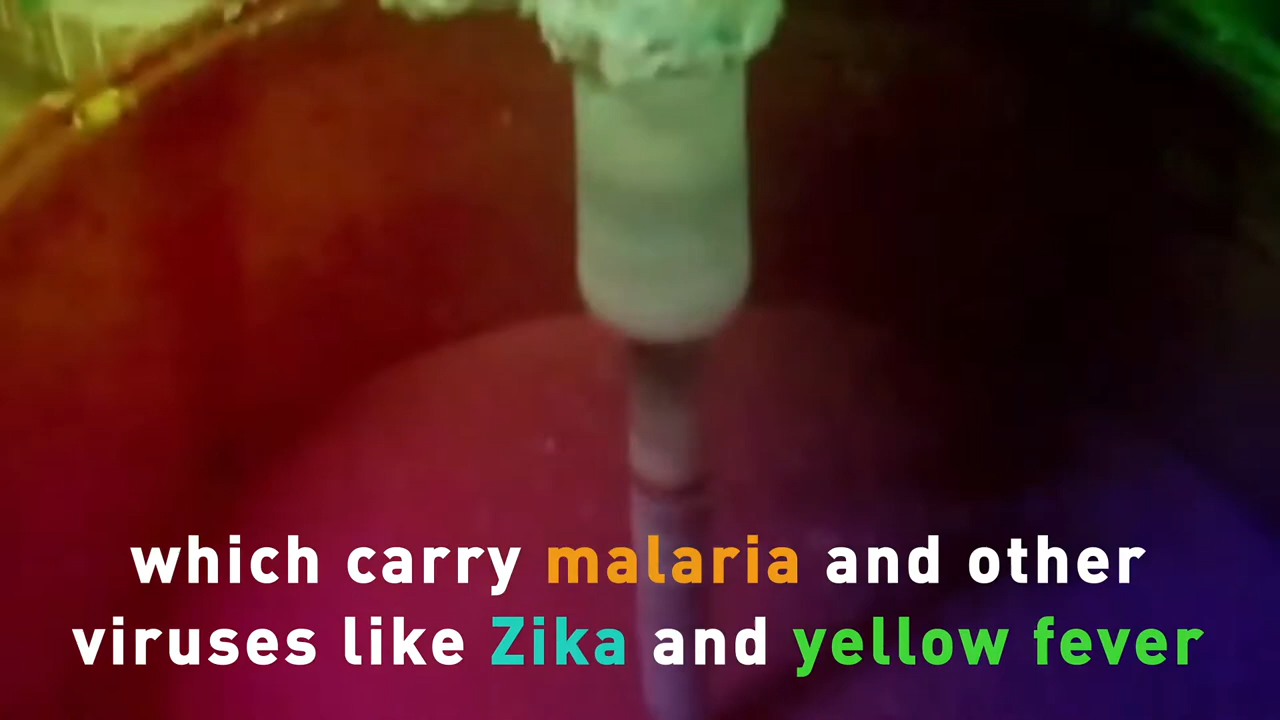 which carry malaria and other
viruses like Zika and yellow fever